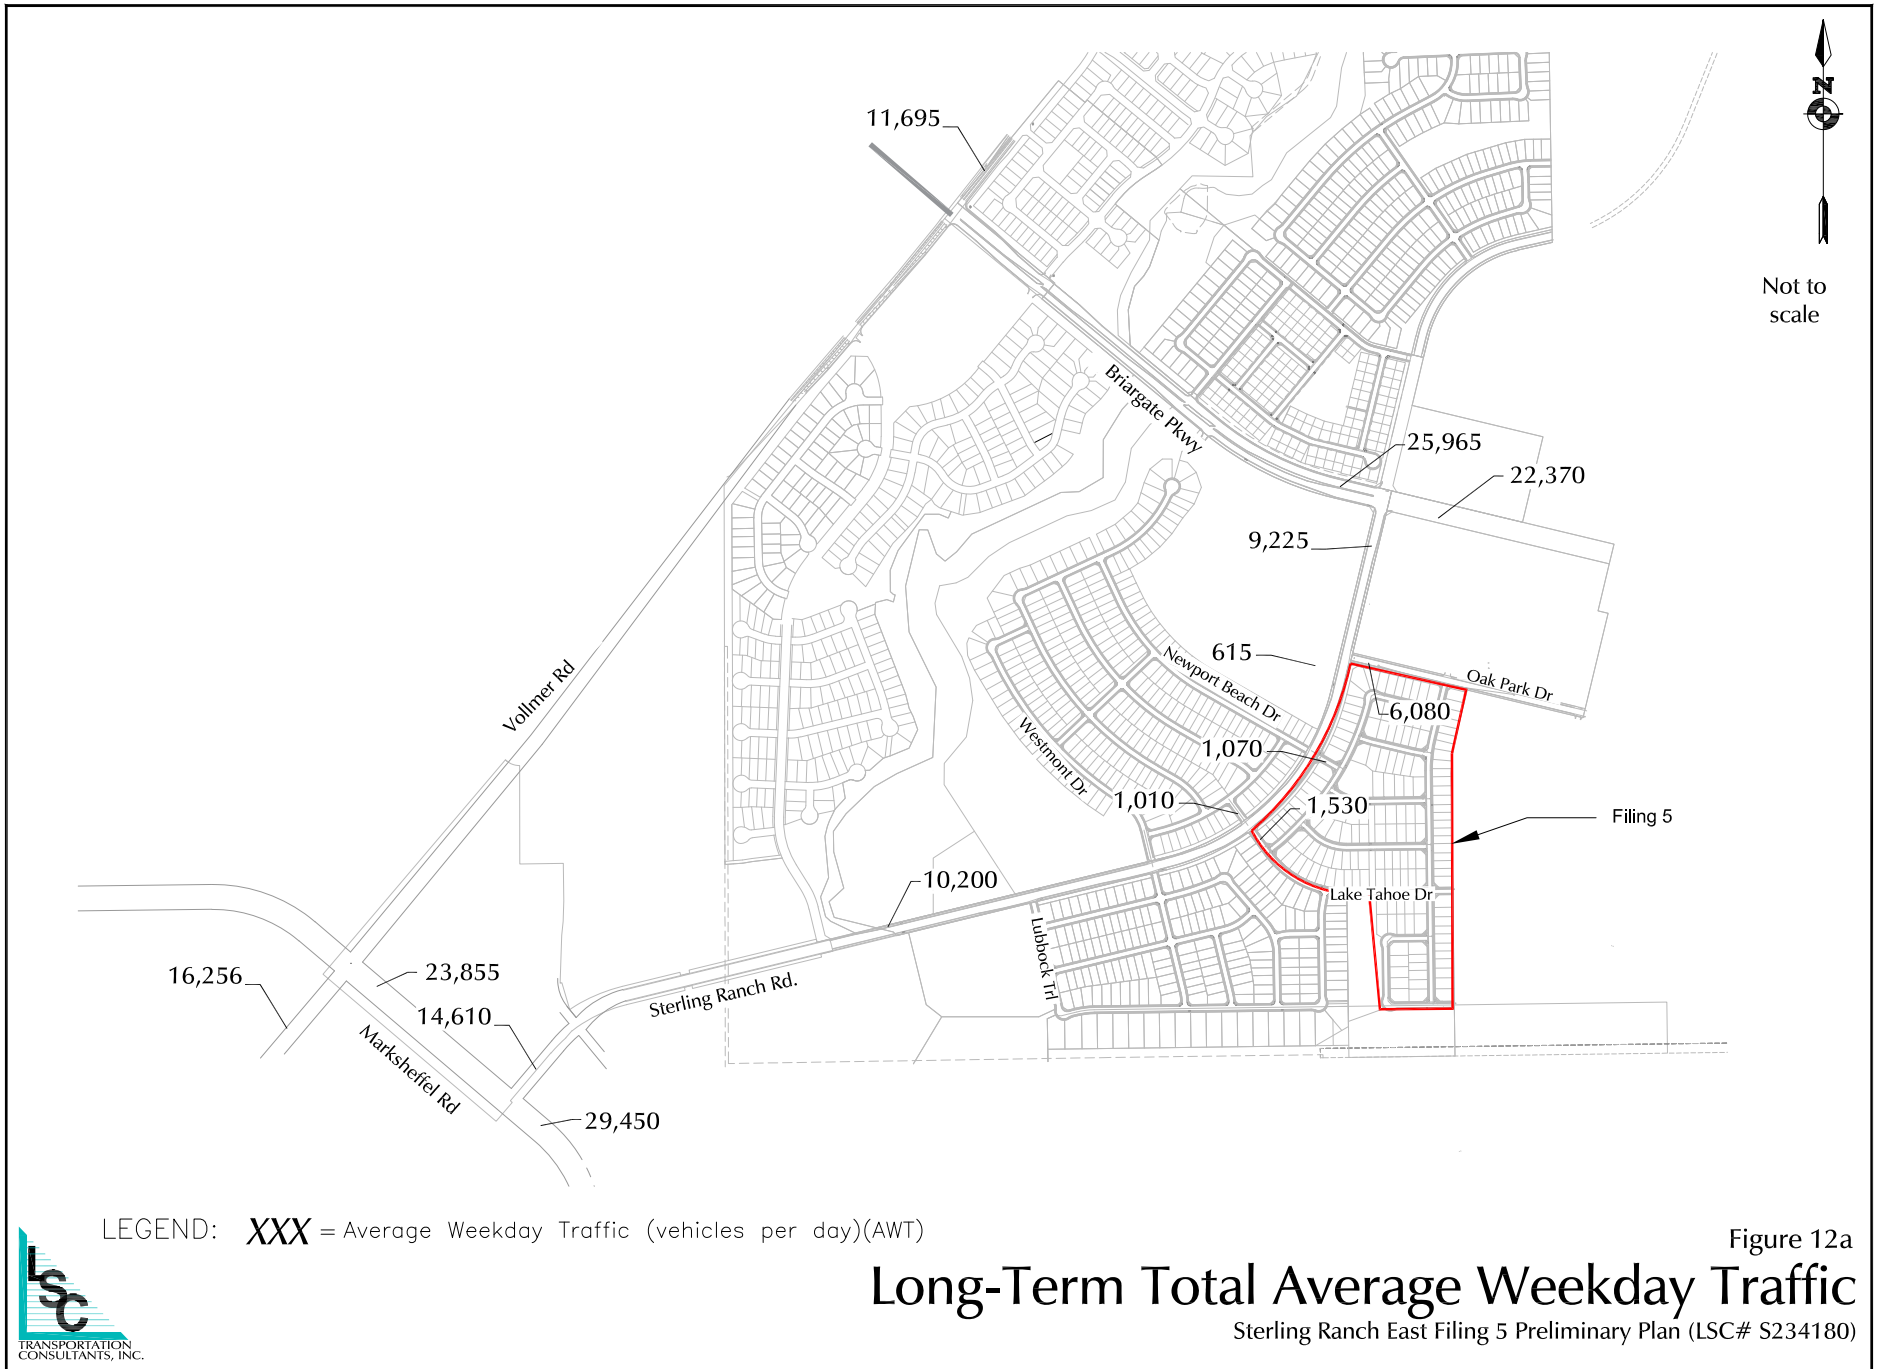 11,695
N
Not to
scale
Briargate Pkwy
25,965
22,370
9,225
615
Newport Beach Dr
Oak Park Dr
6,080
Vollmer Rd
Westmont Dr
1,070
1,010
1,530
Filing 5
10,200
Lake Tahoe Dr
Lubbock Trl
16,256
23,855
14,610
Sterling Ranch Rd.
Marksheffel Rd
29,450
LEGEND: XXX = Average Weekday Traffic (vehicles per day)(AWT)
Figure 12a
Long-Term Total Average Weekday Traffic
Sterling Ranch East Filing 5 Preliminary Plan (LSC# S234180)
LSC
TRANSPORTATION
CONSULTANTS, INC.